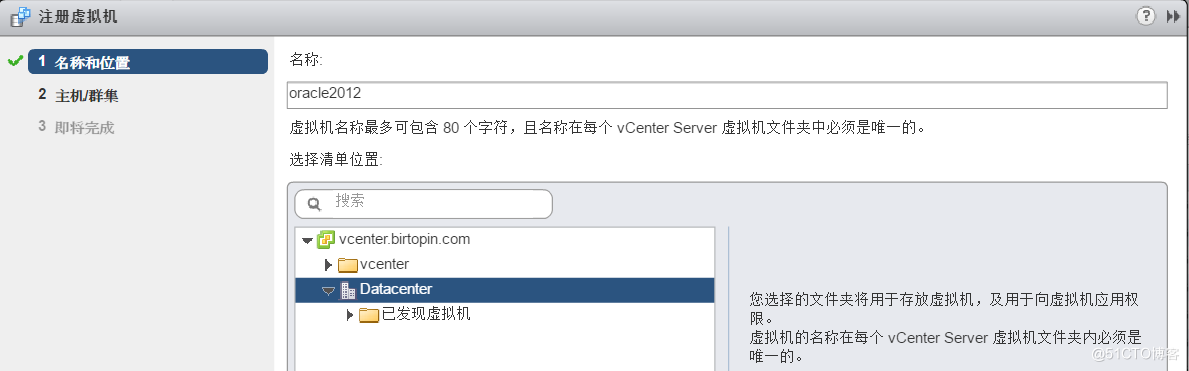 注册虚拟机
?
1 名称和位置
2 主机/群集
3 即将完成
名称:
oracle2012
虚拟机名称最多可包含 80 个字符，且名称在每个 vCenter Server 虚拟机文件夹中必须是唯一的。
选择清单位置:
搜索
vcenter.birtopin.com
vcenter
Datacenter
已发现虚拟机
您选择的文件夹将用于存放虚拟机，及用于向虚拟机应用权
限。
虚拟机的名称在每个 vCenter Server 虚拟机文件夹内必须是
唯一的。
@51CTO博客